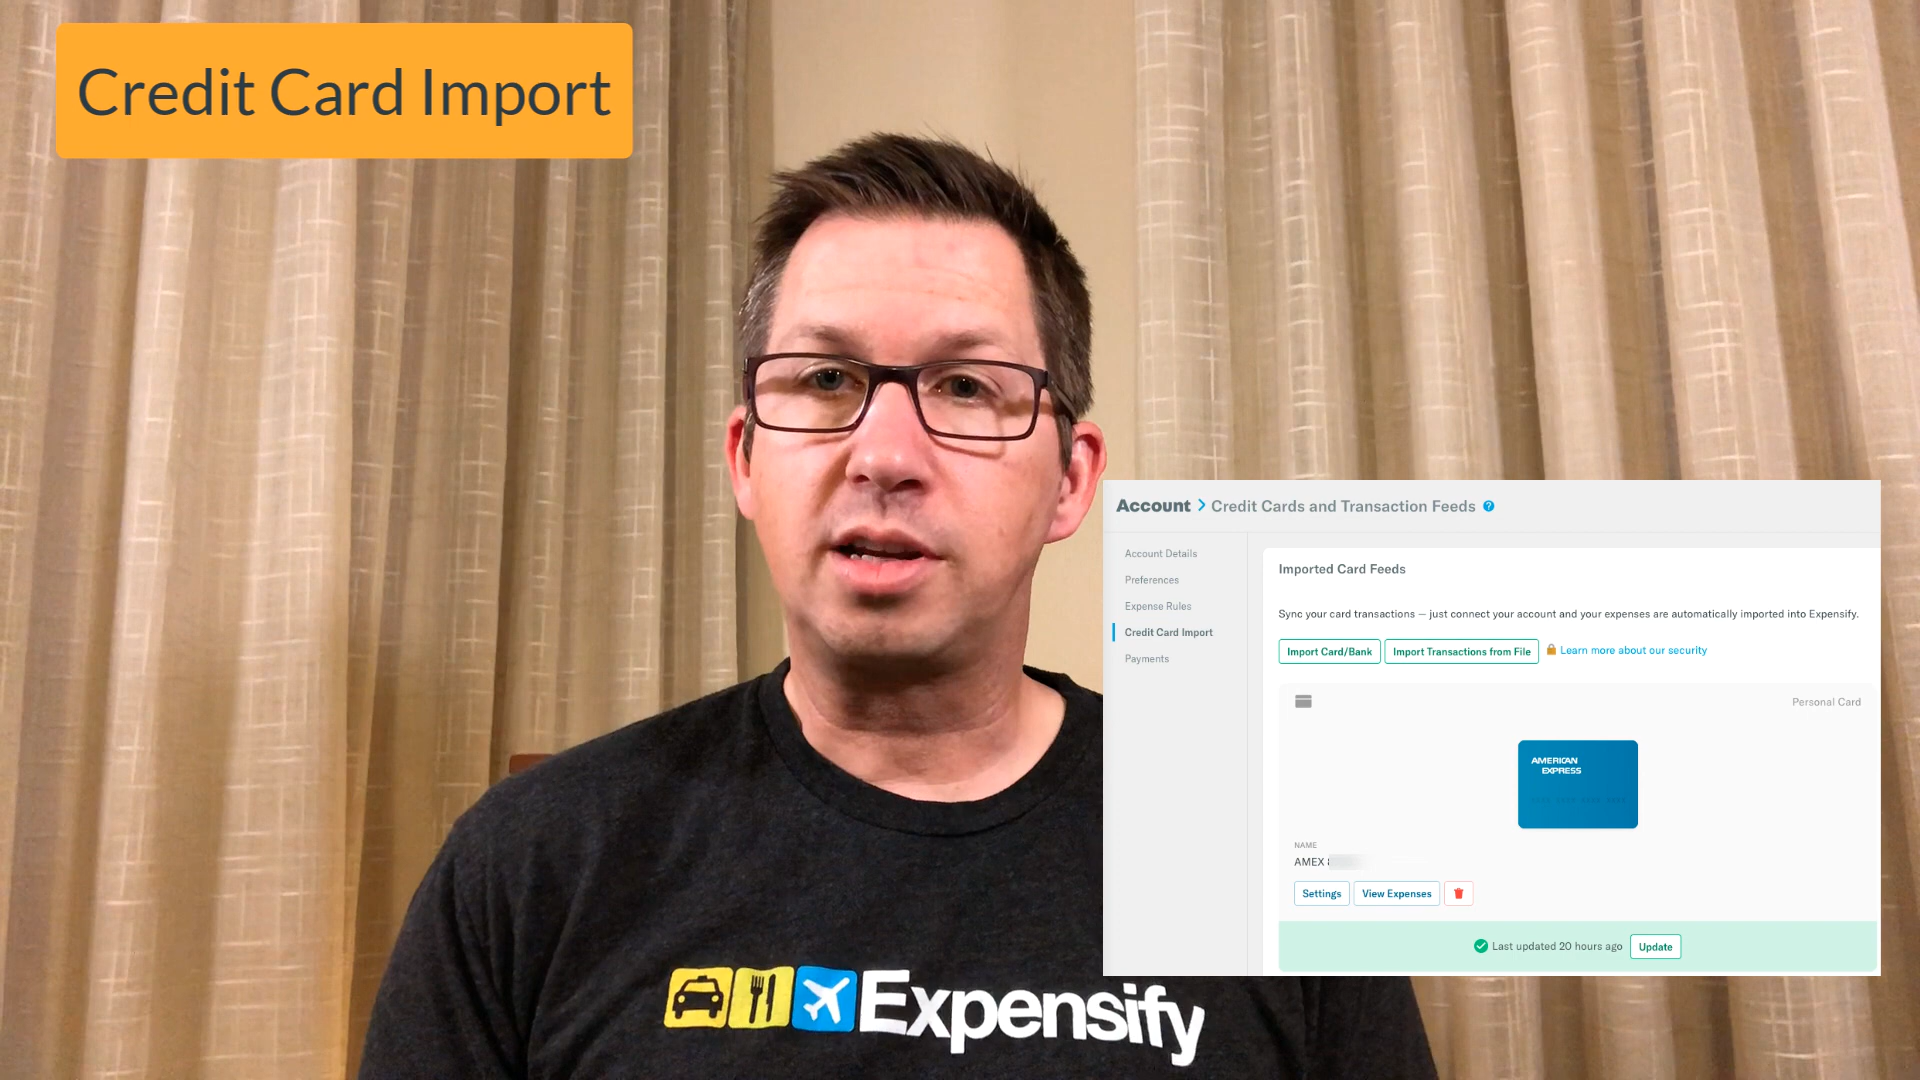 Credit Card Import
Account > Credit Cards and Transaction Feeds ?
Account Details
Preferences
Expense Rules
Credit Card Import
Payments
Imported Card Feeds
Sync your card transactions — just connect your account and your expenses are automatically imported into Expensify.
Import Card/Bank
Import Transactions from File
Learn more about our security
Personal Card
AMERICAN
EXPRESS
NAME
AMEX
Settings
View Expenses
Last updated 20 hours ago
Update
Expensify